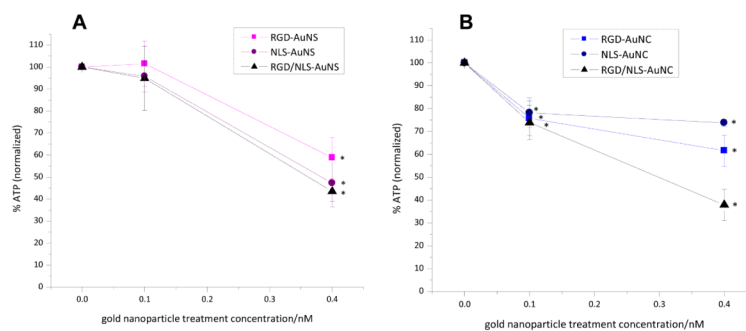 A
RGD-AuNS
NLS-AuNS
RGD/NLS-AuNS
110
100
90
80
70
60
50
40
30
20
10
0
% ATP (normalized)
0.0 0.1 0.2 0.3 0.4
gold nanoparticle treatment concentration/nM
* * *
B
RGD-AuNC
NLS-AuNC
RGD/NLS-AuNC
110
100
90
80
70
60
50
40
30
20
10
0
% ATP (normalized)
0.0 0.1 0.2 0.3 0.4
gold nanoparticle treatment concentration/nM
* * * * * *